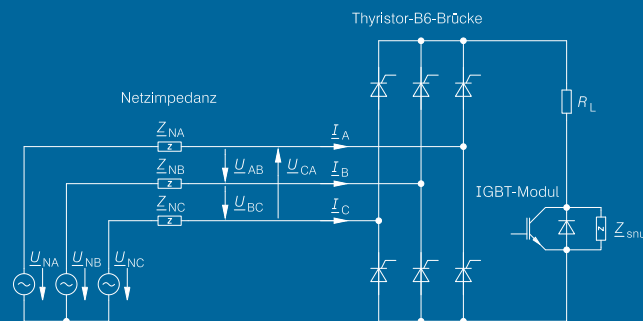 Thyristor-B6-Brücke
Netzimpedanz
R_L
Z_NA
I_A
z
Z_NB
U_AB
U_CA
I_B
z
IGBT-Modul
Z_NC
U_BC
I_C
z
z
Z_snu
U_NA
U_NB
U_NC